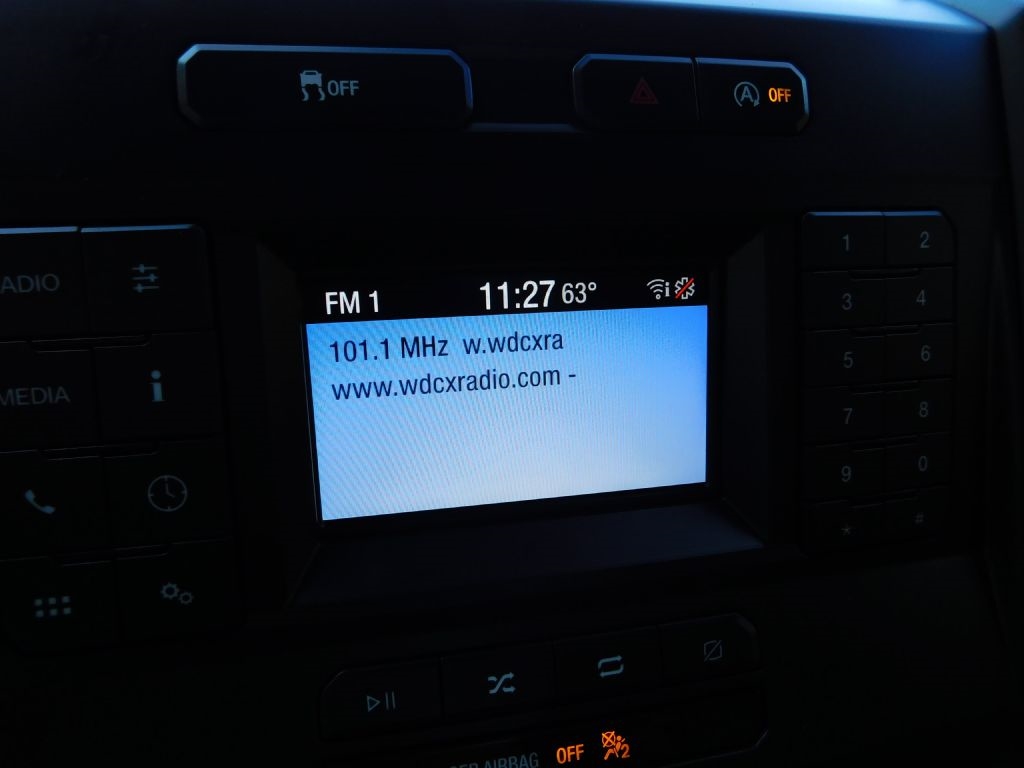 OFF
A OFF
FM 1 11:27 63°
101.1 MHz w.wdcxra
www.wdcxradio.com -
ADIO
MEDIA
1 2
3 4
5 6
7 8
9 0
* #
AIRBAG OFF 2